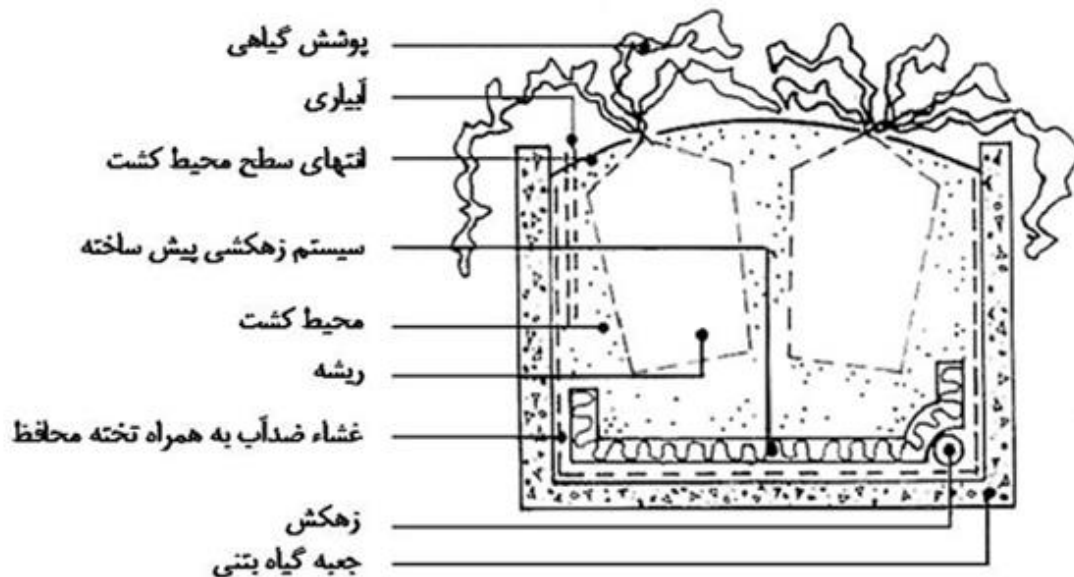 پوشش گیاهی
آبیاری
انتهای سطح محیط کشت
سیستم زهکشی پیش ساخته
محیط کشت
ریشه
غشاء ضدآب به همراه تخته محافظ
زهکش
جعبه گیاه بتنی